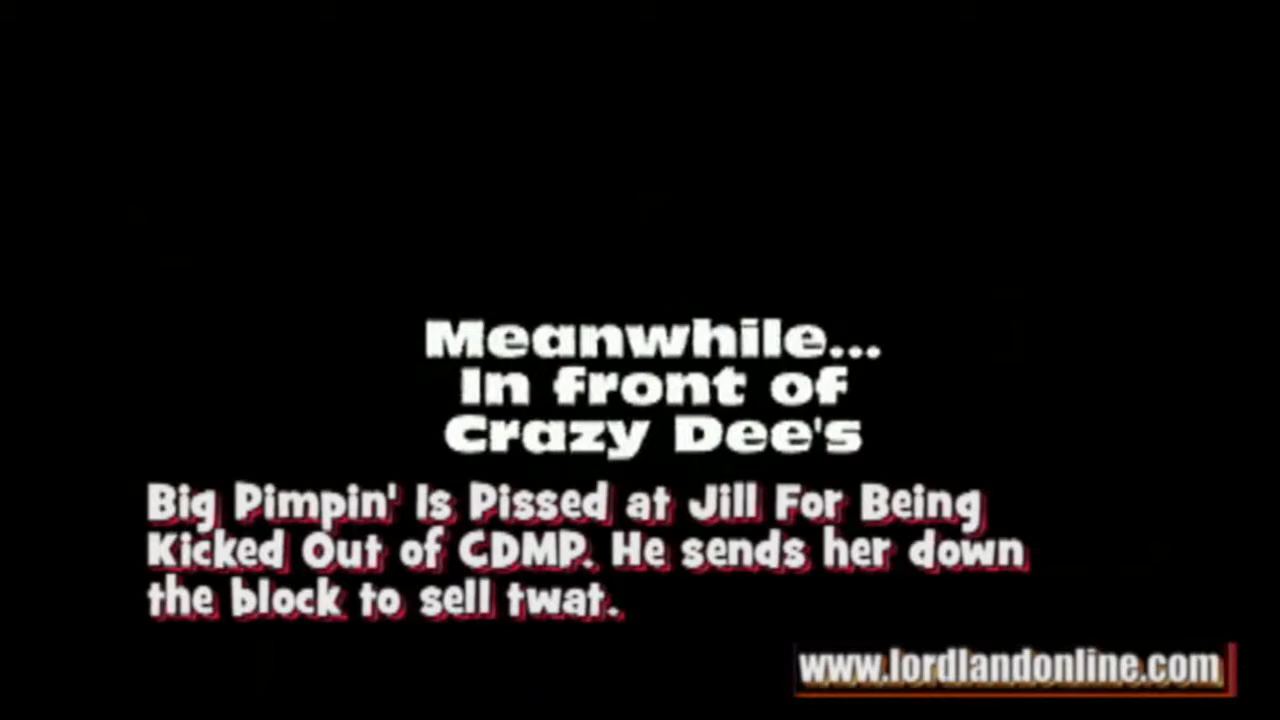 Meanwhile...
In front of
Crazy Dee's
Big Pimpin' Is Pissed at Jill For Being
Kicked Out of CDMP. He sends her down
the block to sell twat.
www.lordlandonline.com